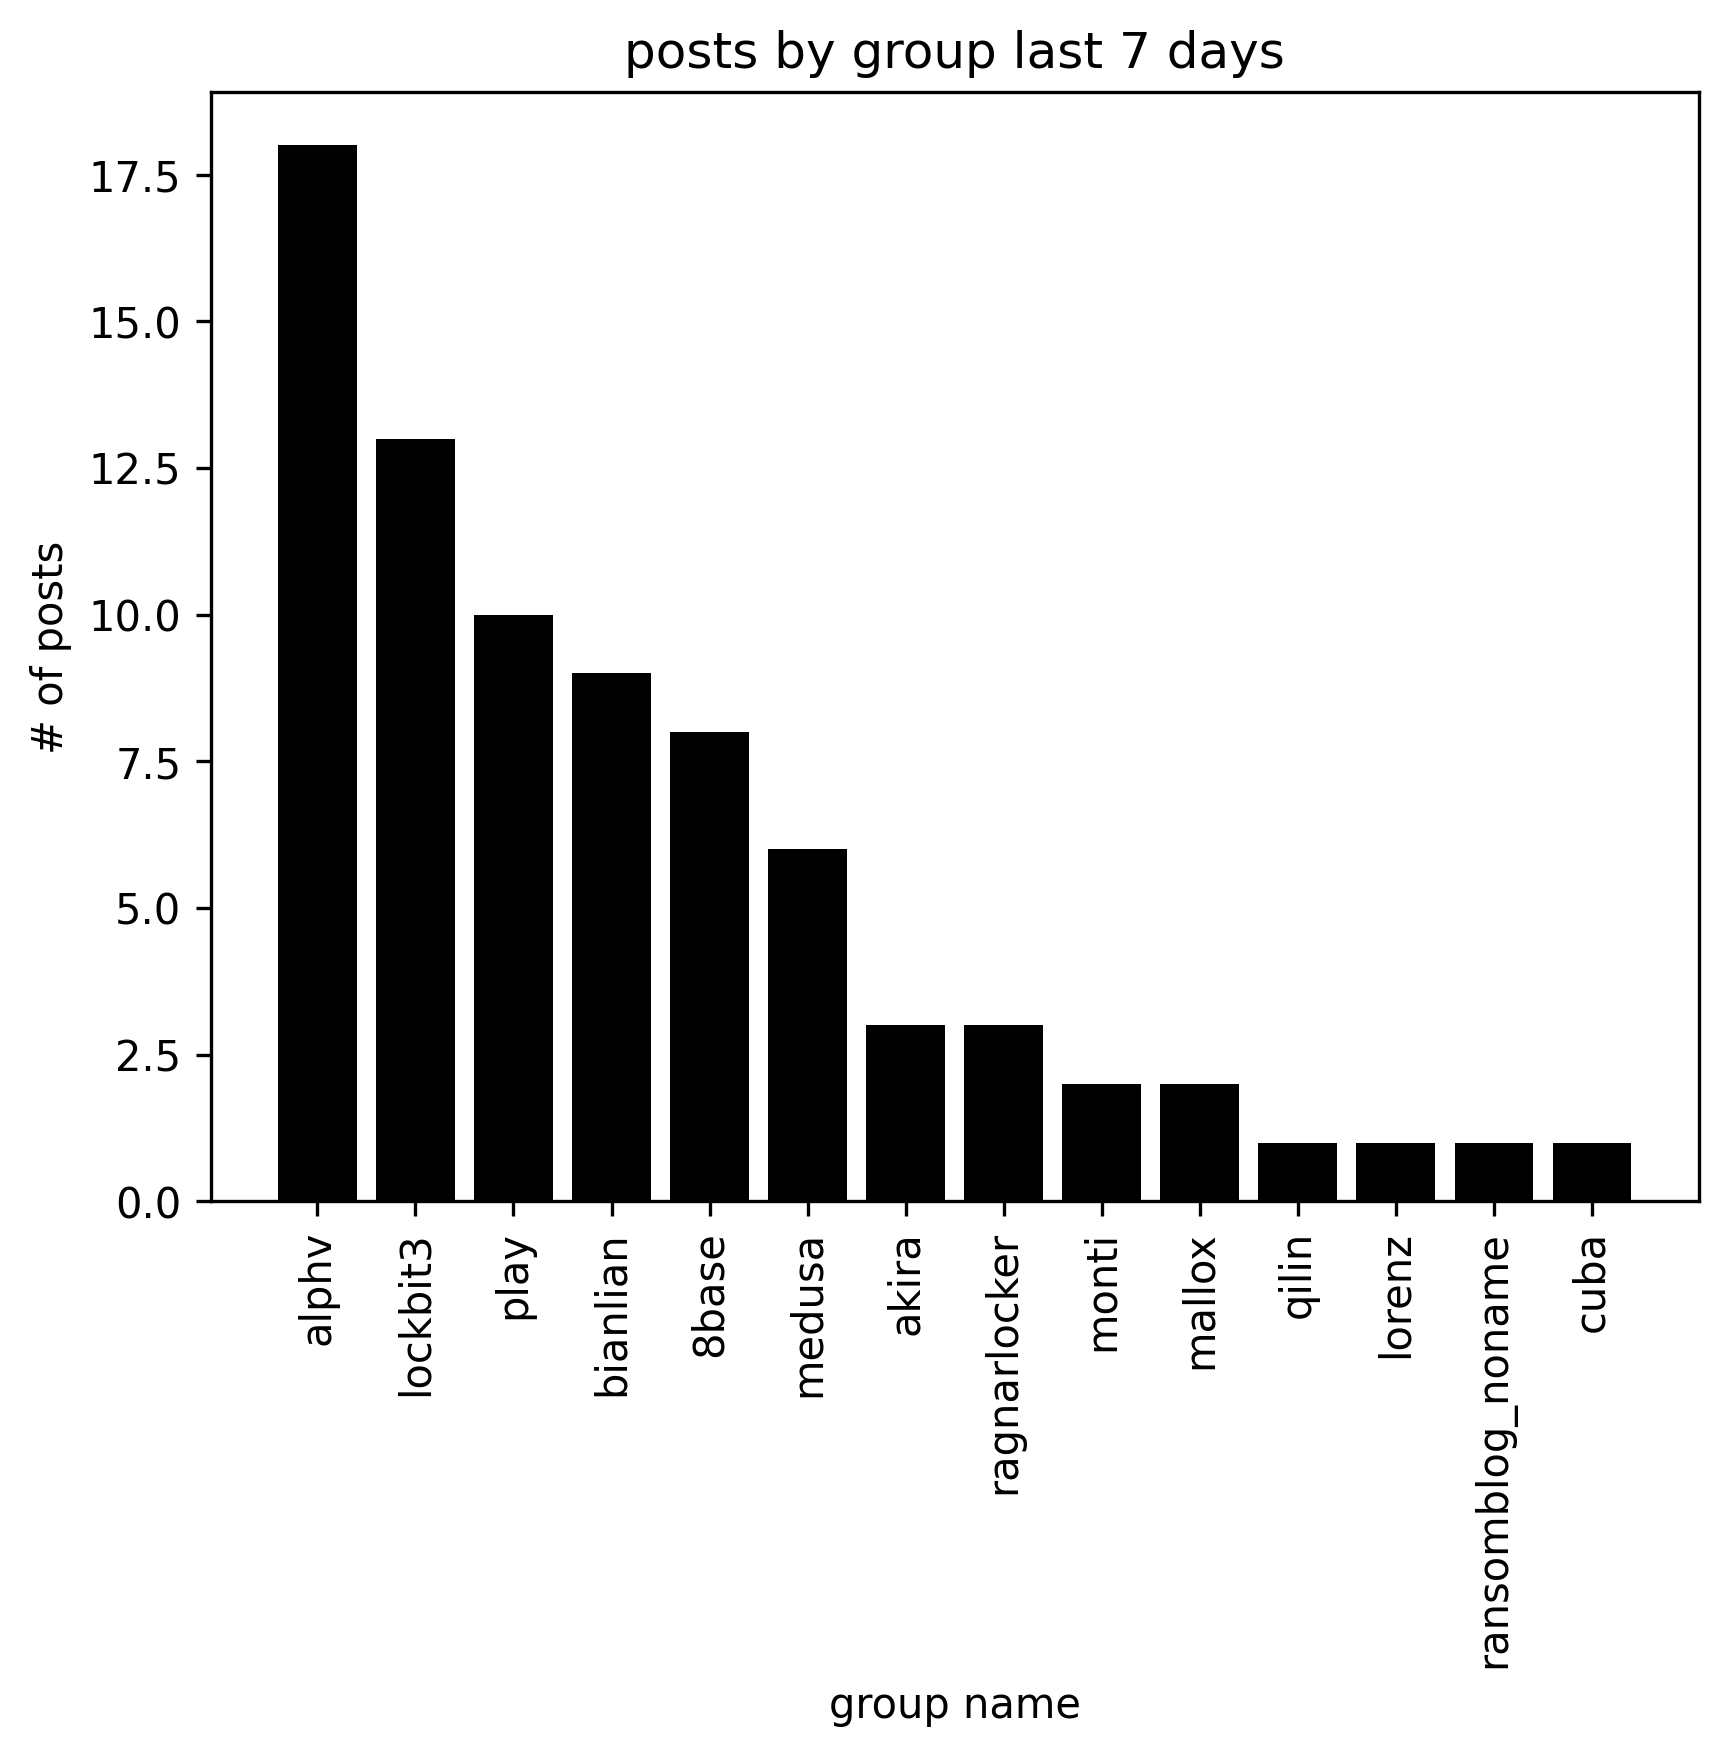 posts by group last 7 days
# of posts
17.5
15.0
12.5
10.0
7.5
5.0
2.5
0.0
alphv
lockbit3
play
bianlian
8base
medusa
akira
ragnarlocker
monti
mallox
qilin
lorenz
ransomblog_noname
cuba
group name